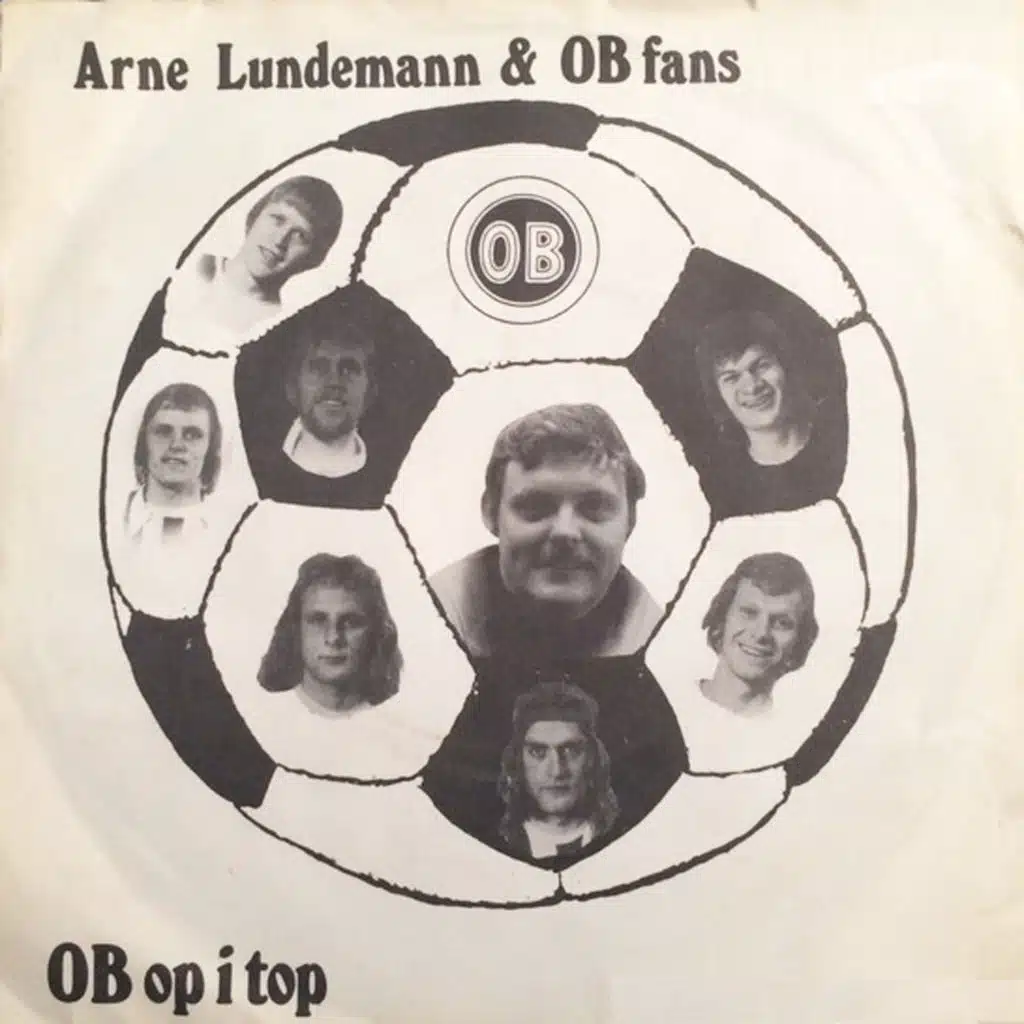 Arne Lundemann & OB fans
OB
OB op i top